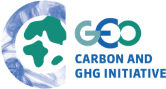 GEO
CARBON AND
GHG INITIATIVE